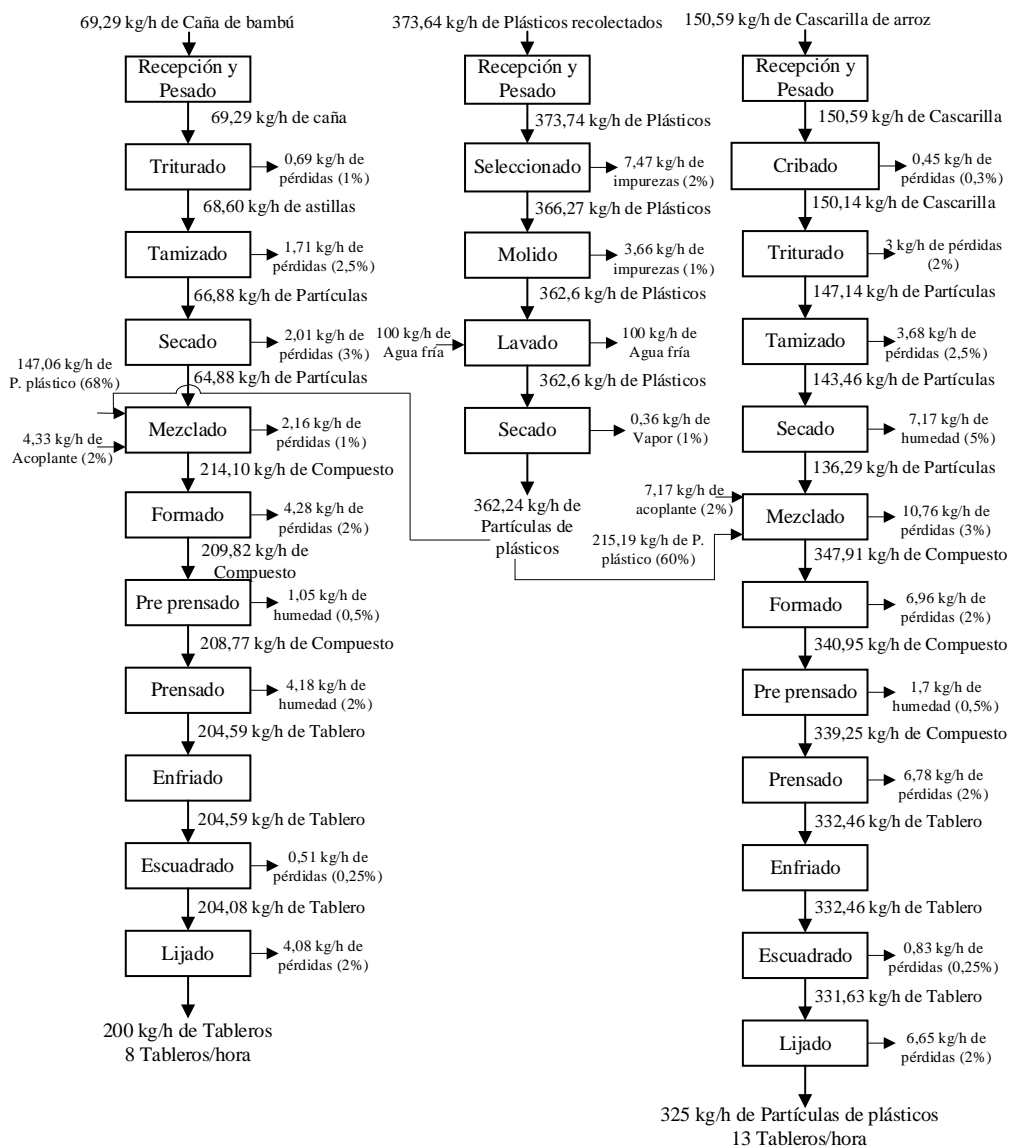 69,29 kg/h de Caña de bambú
Recepción y
Pesado
69,29 kg/h de caña
Triturado
0,69 kg/h de
pérdidas (1%)
68,60 kg/h de astillas
Tamizado
1,71 kg/h de
pérdidas (2,5%)
66,88 kg/h de Partículas
Secado
2,01 kg/h de
pérdidas (3%)
147,06 kg/h de
P. plástico (68%)
64,88 kg/h de Partículas
Mezclado
2,16 kg/h de
pérdidas (1%)
4,33 kg/h de
Acoplante (2%)
214,10 kg/h de Compuesto
Formado
4,28 kg/h de
pérdidas (2%)
209,82 kg/h de
Compuesto
Pre prensado
1,05 kg/h de
humedad (0,5%)
208,77 kg/h de Compuesto
Prensado
4,18 kg/h de
humedad (2%)
204,59 kg/h de Tablero
Enfriado
204,59 kg/h de Tablero
Escuadrado
0,51 kg/h de
pérdidas (0,25%)
204,08 kg/h de Tablero
Lijado
4,08 kg/h de
pérdidas (2%)
200 kg/h de Tableros
8 Tableros/hora
373,64 kg/h de Plásticos recolectados
Recepción y
Pesado
373,74 kg/h de Plásticos
Seleccionado
7,47 kg/h de
impurezas (2%)
366,27 kg/h de Plásticos
Molido
3,66 kg/h de
impurezas (1%)
362,6 kg/h de Plásticos
100 kg/h de
Agua fría
Lavado
100 kg/h de
Agua fría
362,6 kg/h de Plásticos
Secado
0,36 kg/h de
Vapor (1%)
362,24 kg/h de
Partículas de
plásticos
150,59 kg/h de Cascarilla de arroz
Recepción y
Pesado
150,59 kg/h de Cascarilla
Cribado
0,45 kg/h de
pérdidas (0,3%)
150,14 kg/h de Cascarilla
Triturado
3 kg/h de pérdidas
(2%)
147,14 kg/h de Partículas
Tamizado
3,68 kg/h de
pérdidas (2,5%)
143,46 kg/h de Partículas
Secado
7,17 kg/h de
humedad (5%)
136,29 kg/h de Partículas
7,17 kg/h de
acoplante (2%)
Mezclado
10,76 kg/h de
pérdidas (3%)
215,19 kg/h de P.
plástico (60%)
347,91 kg/h de Compuesto
Formado
6,96 kg/h de
pérdidas (2%)
340,95 kg/h de Compuesto
Pre prensado
1,7 kg/h de
humedad (0,5%)
339,25 kg/h de Compuesto
Prensado
6,78 kg/h de
pérdidas (2%)
332,46 kg/h de Tablero
Enfriado
332,46 kg/h de Tablero
Escuadrado
0,83 kg/h de
pérdidas (0,25%)
331,63 kg/h de Tablero
Lijado
6,65 kg/h de
pérdidas (2%)
325 kg/h de Partículas de plásticos
13 Tableros/hora